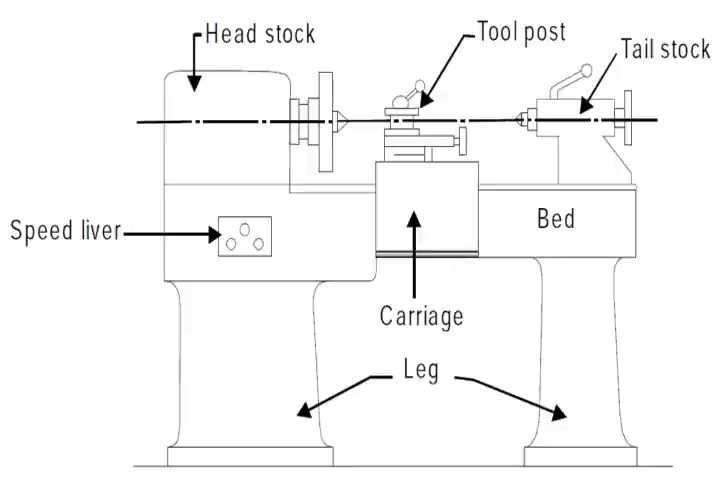 Head stock
Tool post
Tail stock
Speed liver
Bed
Carriage
Leg